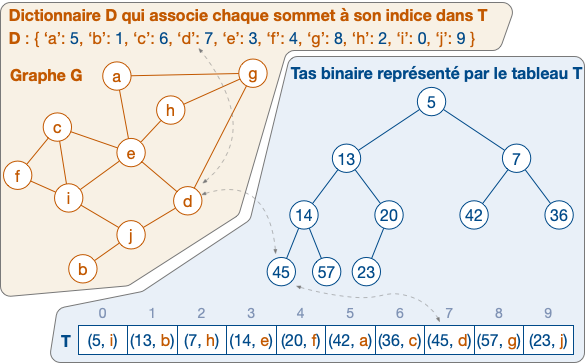 Dictionnaire D qui associe chaque sommet à son indice dans T
D : { ‘a’: 5, ‘b’: 1, ‘c’: 6, ‘d’: 7, ‘e’: 3, ‘f’: 4, ‘g’: 8, ‘h’: 2, ‘i’: 0, ‘j’: 9 }
Graphe G
a
g
h
c
e
f
i
d
j
b
Tas binaire représenté par le tableau T
5
13
7
14
20
42
36
45
57
23
0 1 2 3 4 5 6 7 8 9
T (5, i) (13, b) (7, h) (14, e) (20, f) (42, a) (36, c) (45, d) (57, g) (23, j)